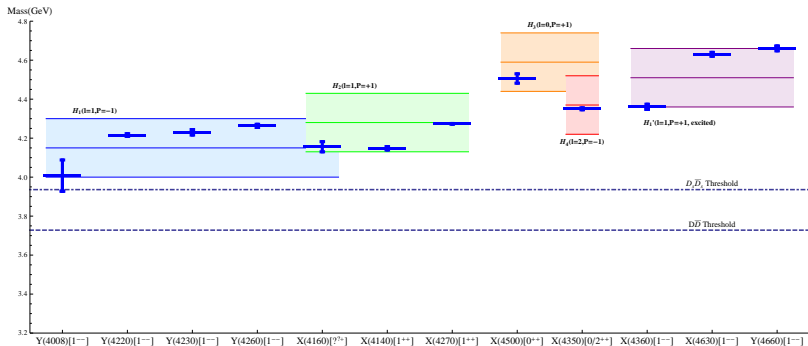 Mass(GeV)
4.8
4.6
4.4
4.2
4.0
3.8
3.6
3.4
3.2
H₁(l=1,P=−1)
H₂(l=1,P=+1)
H₃(l=0,P=+1)
H₄(l=2,P=−1)
H₁'(l=1,P=+1, excited)
DₛD̅ₛ Threshold
DD̅ Threshold
Y(4008)[1⁻⁻] Y(4220)[1⁻⁻] Y(4230)[1⁻⁻] Y(4260)[1⁻⁻] X(4160)[?^{?+}] X(4140)[1⁺⁺] X(4270)[1⁺⁺] X(4500)[0⁺⁺] X(4350)[0/2⁺⁺] X(4360)[1⁻⁻] X(4630)[1⁻⁻] Y(4660)[1⁻⁻]